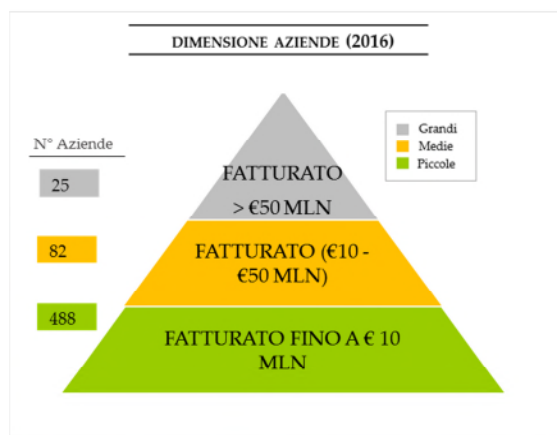 DIMENSIONE AZIENDE (2016)
N° Aziende
Grandi
Medie
Piccole
25
FATTURATO
> €50 MLN
82
FATTURATO (€10 -
€50 MLN)
488
FATTURATO FINO A € 10
MLN